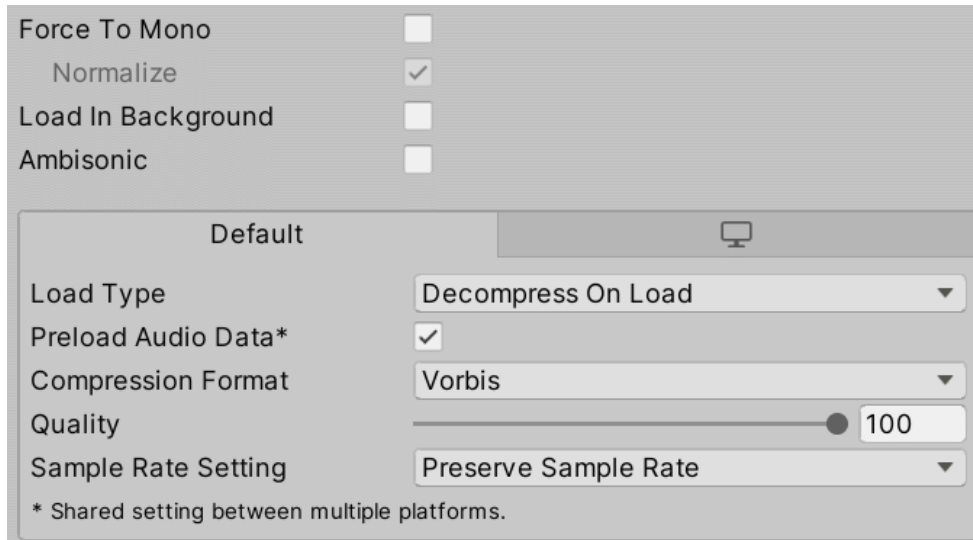 Force To Mono
Normalize
Load In Background
Ambisonic
Default
Load Type Decompress On Load
Preload Audio Data*
Compression Format Vorbis
Quality 100
Sample Rate Setting Preserve Sample Rate
* Shared setting between multiple platforms.